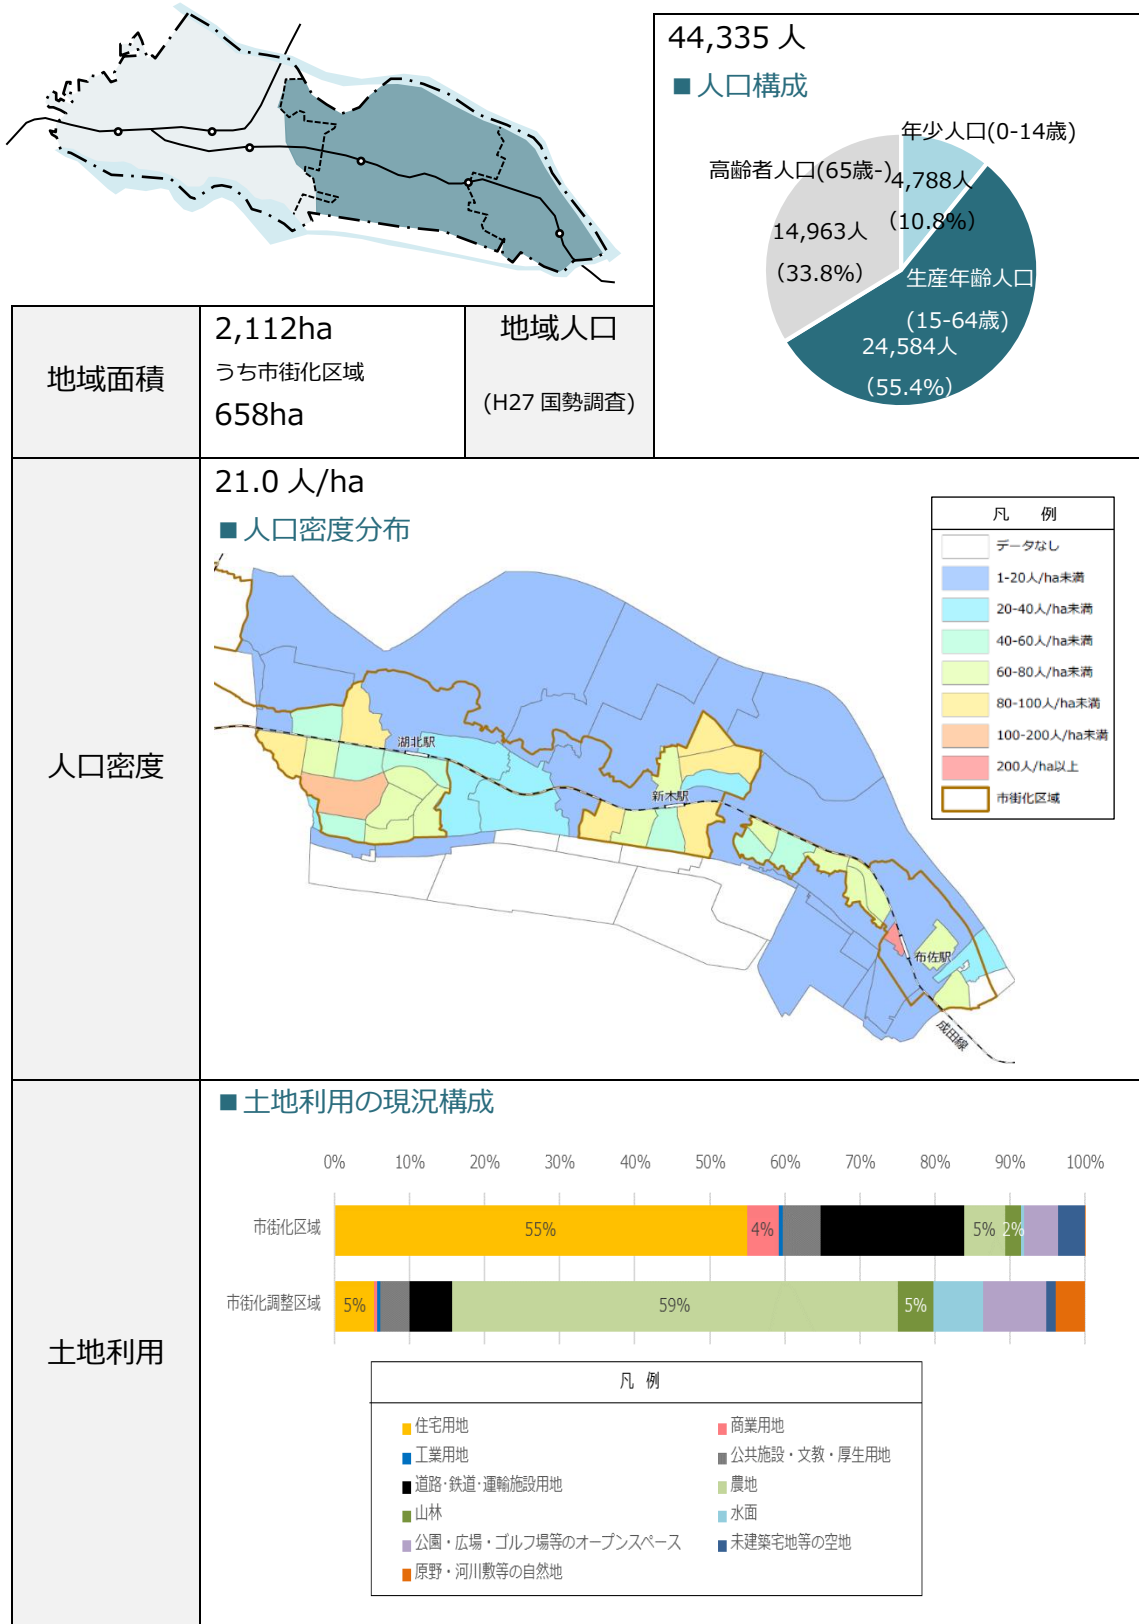 44,335 人
■ 人口構成
年少人口(0-14歳)
4,788人
(10.8%)
高齢者人口(65歳-)
14,963人
(33.8%)
生産年齢人口
(15-64歳)
24,584人
(55.4%)
地域面積
2,112ha
うち市街化区域
658ha
地域人口
(H27 国勢調査)
人口密度
21.0 人/ha
■ 人口密度分布
凡 例
データなし
1-20人/ha未満
20-40人/ha未満
40-60人/ha未満
60-80人/ha未満
80-100人/ha未満
100-200人/ha未満
200人/ha以上
市街化区域
湖北駅
新木駅
布佐駅
成田線
土地利用
■ 土地利用の現況構成
0% 10% 20% 30% 40% 50% 60% 70% 80% 90% 100%
市街化区域 55% 4% 5% 2%
市街化調整区域 5% 59% 5%
凡 例
住宅用地 商業用地
工業用地 公共施設・文教・厚生用地
道路・鉄道・運輸施設用地 農地
山林 水面
公園・広場・ゴルフ場等のオープンスペース 未建築宅地等の空地
原野・河川敷等の自然地